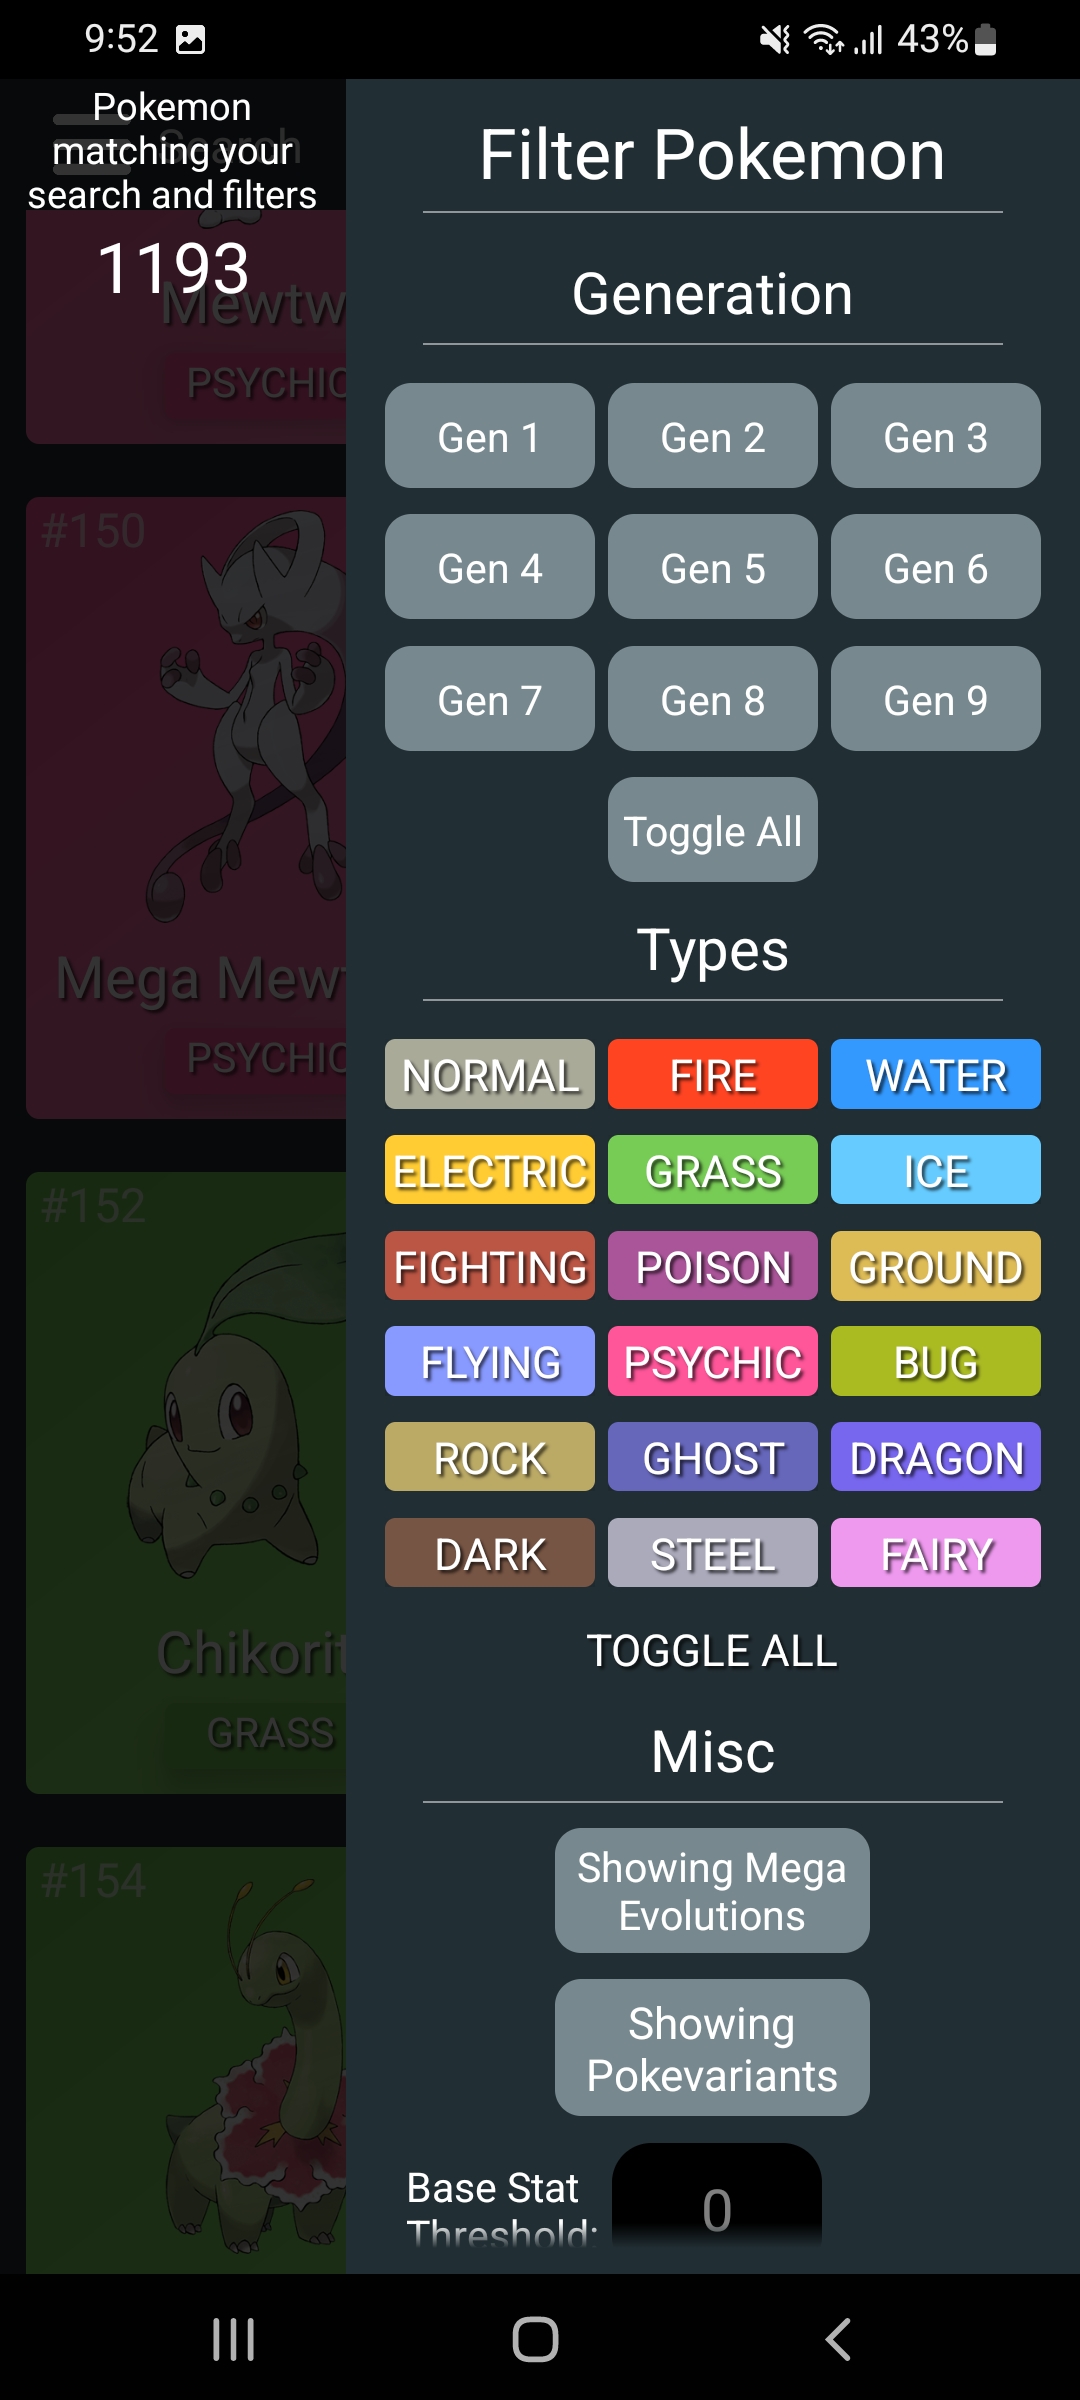 9:52
43%
Pokemon
matching your
search and filters
1193
Search
Mewtw
PSYCHIC
#150
Mega Mewt
PSYCHIC
#152
Chikorit
GRASS
#154
Filter Pokemon
Generation
Gen 1 Gen 2 Gen 3
Gen 4 Gen 5 Gen 6
Gen 7 Gen 8 Gen 9
Toggle All
Types
NORMAL FIRE WATER
ELECTRIC GRASS ICE
FIGHTING POISON GROUND
FLYING PSYCHIC BUG
ROCK GHOST DRAGON
DARK STEEL FAIRY
TOGGLE ALL
Misc
Showing Mega
Evolutions
Showing
Pokevariants
Base Stat
Threshold:
0